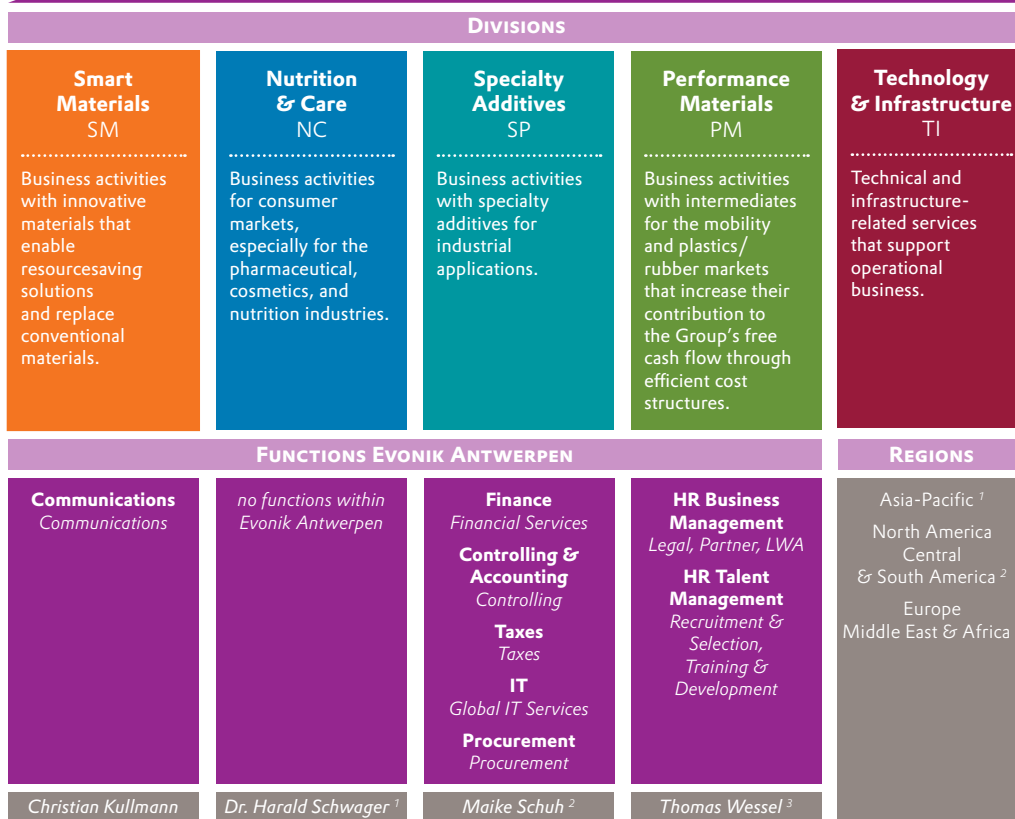 Divisions
Smart
Materials
SM
Business activities
with innovative
materials that
enable
resourcesaving
solutions
and replace
conventional
materials.
Nutrition
& Care
NC
Business activities
for consumer
markets,
especially for the
pharmaceutical,
cosmetics, and
nutrition industries.
Specialty
Additives
SP
Business activities
with specialty
additives for
industrial
applications.
Performance
Materials
PM
Business activities
with intermediates
for the mobility
and plastics/
rubber markets
that increase their
contribution to
the Group's free
cash flow through
efficient cost
structures.
Technology
& Infrastructure
TI
Technical and
infrastructure-
related services
that support
operational
business.
Functions Evonik Antwerpen
Communications
Communications
Christian Kullmann
no functions within
Evonik Antwerpen
Dr. Harald Schwager 1
Finance
Financial Services
Controlling &
Accounting
Controlling
Taxes
Taxes
IT
Global IT Services
Procurement
Procurement
Maike Schuh 2
HR Business
Management
Legal, Partner, LWA
HR Talent
Management
Recruitment &
Selection,
Training &
Development
Thomas Wessel 3
Regions
Asia-Pacific 1
North America
Central
& South America 2
Europe
Middle East & Africa